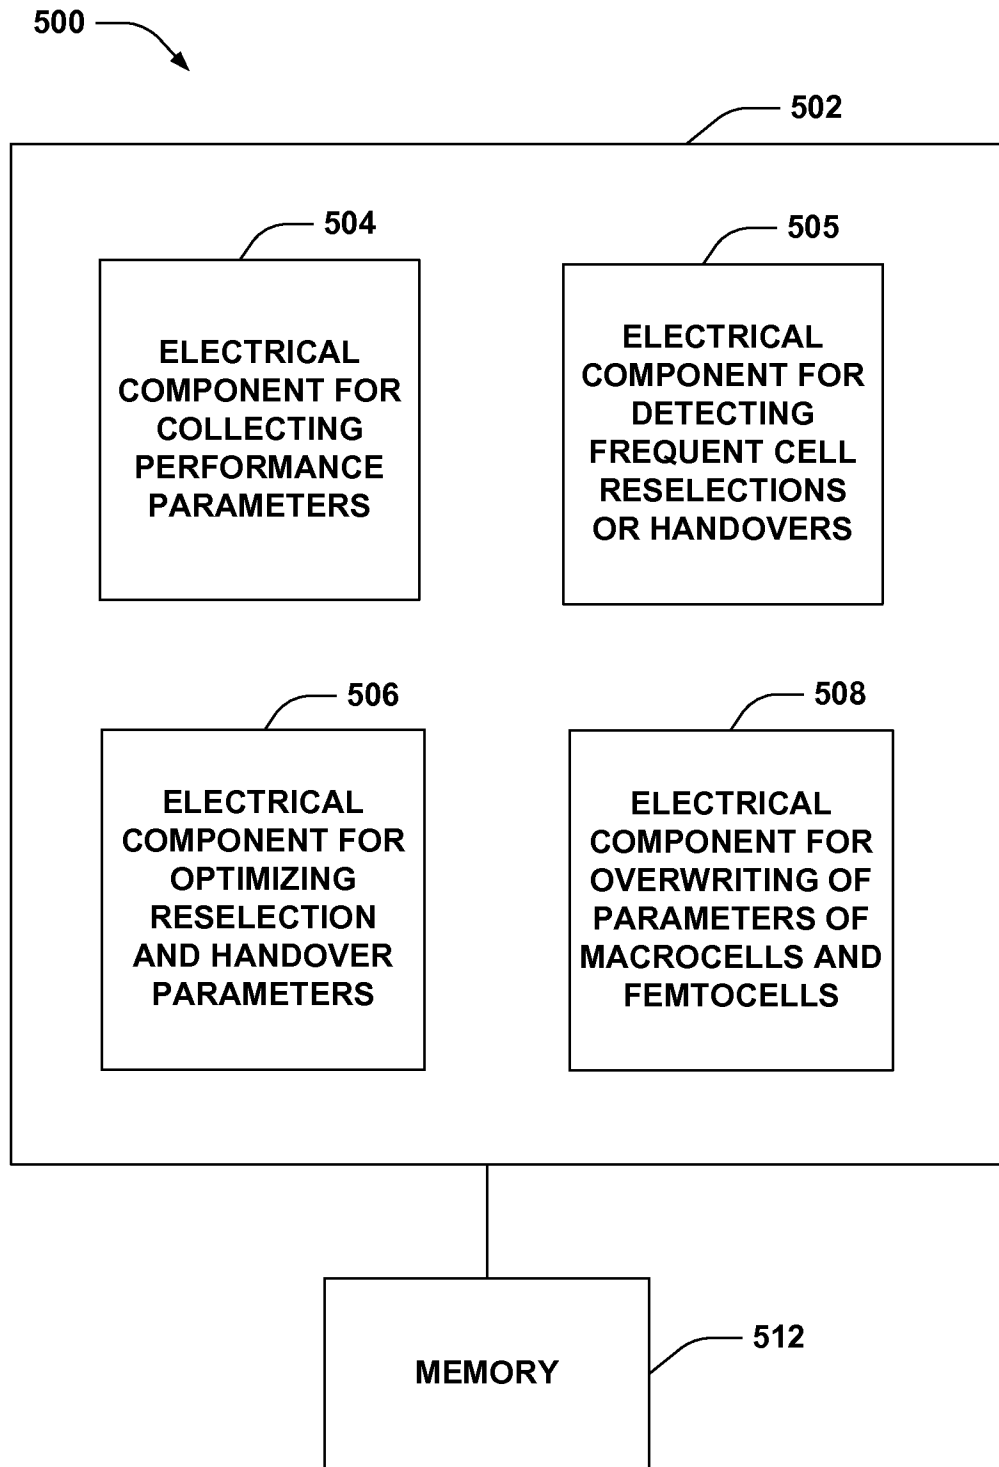 500
502
504
ELECTRICAL
COMPONENT FOR
COLLECTING
PERFORMANCE
PARAMETERS
505
ELECTRICAL
COMPONENT FOR
DETECTING
FREQUENT CELL
RESELECTIONS
OR HANDOVERS
506
ELECTRICAL
COMPONENT FOR
OPTIMIZING
RESELECTION
AND HANDOVER
PARAMETERS
508
ELECTRICAL
COMPONENT FOR
OVERWRITING OF
PARAMETERS OF
MACROCELLS AND
FEMTOCELLS
512
MEMORY